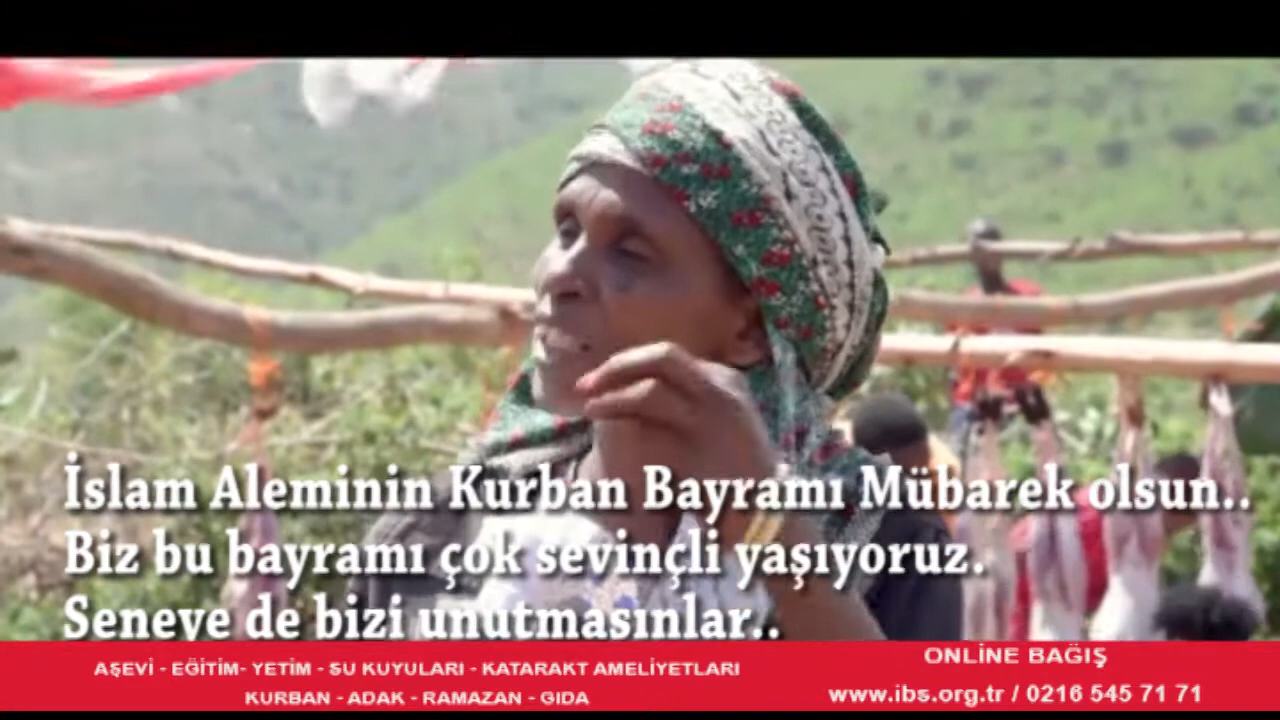 İslam Aleminin Kurban Bayramı Mübarek olsun..
Biz bu bayramı çok sevinçli yaşıyoruz.
Seneye de bizi unutmasınlar..
AŞEVİ - EĞİTİM- YETİM - SU KUYULARI - KATARAKT AMELİYETLARI
KURBAN - ADAK - RAMAZAN - GIDA
ONLİNE BAĞIŞ
www.ibs.org.tr / 0216 545 71 71